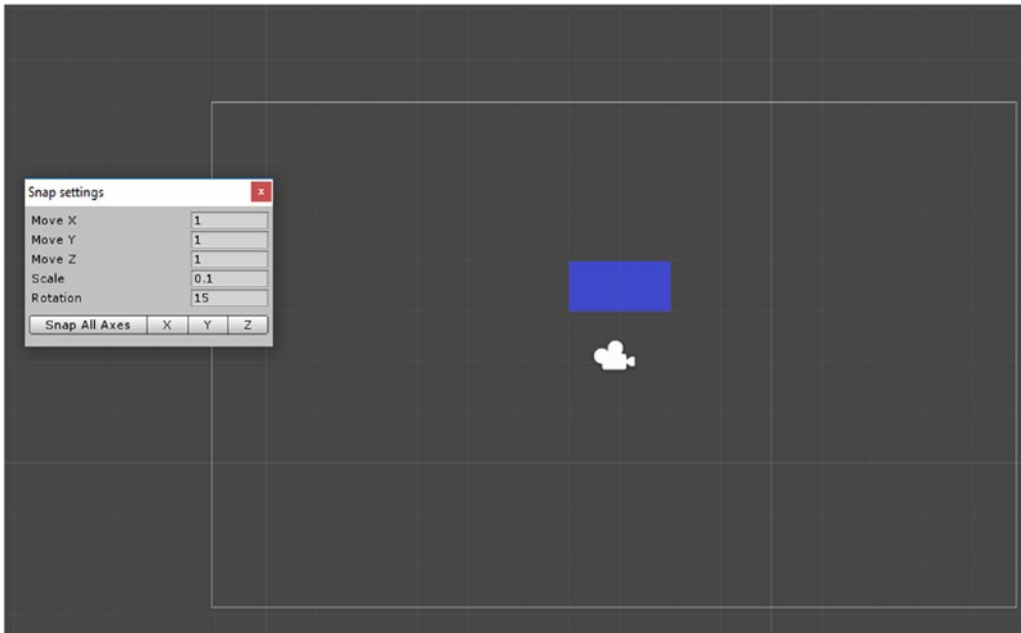 Snap settings
x
Move X 1
Move Y 1
Move Z 1
Scale 0.1
Rotation 15
Snap All Axes X Y Z